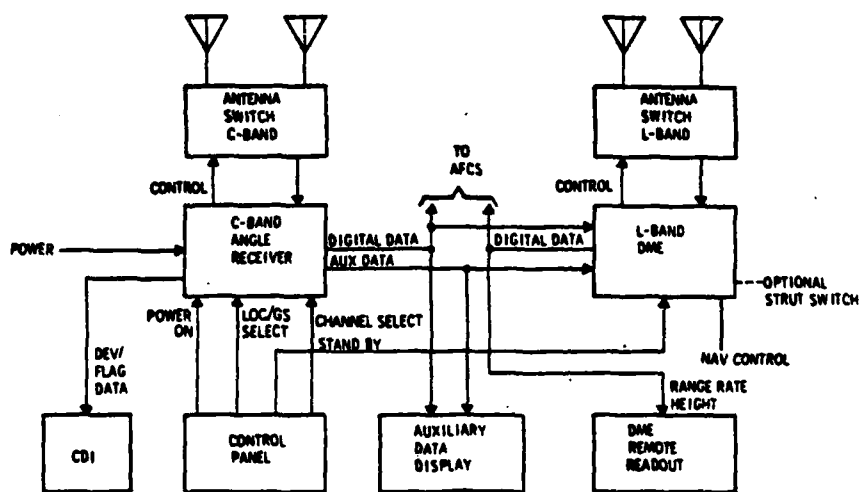 ANTENNA
SWITCH
C-BAND
ANTENNA
SWITCH
L-BAND
TO
AFCS
CONTROL
CONTROL
C-BAND
ANGLE
RECEIVER
L-BAND
DME
POWER
DIGITAL DATA
DIGITAL DATA
AUX DATA
OPTIONAL
STRUT SWITCH
POWER
ON
LOC/GS
SELECT
CHANNEL SELECT
STAND BY
DEV/
FLAG
DATA
NAV CONTROL
RANGE RATE
HEIGHT
CDI
CONTROL
PANEL
AUXILIARY
DATA
DISPLAY
DME
REMOTE
READOUT